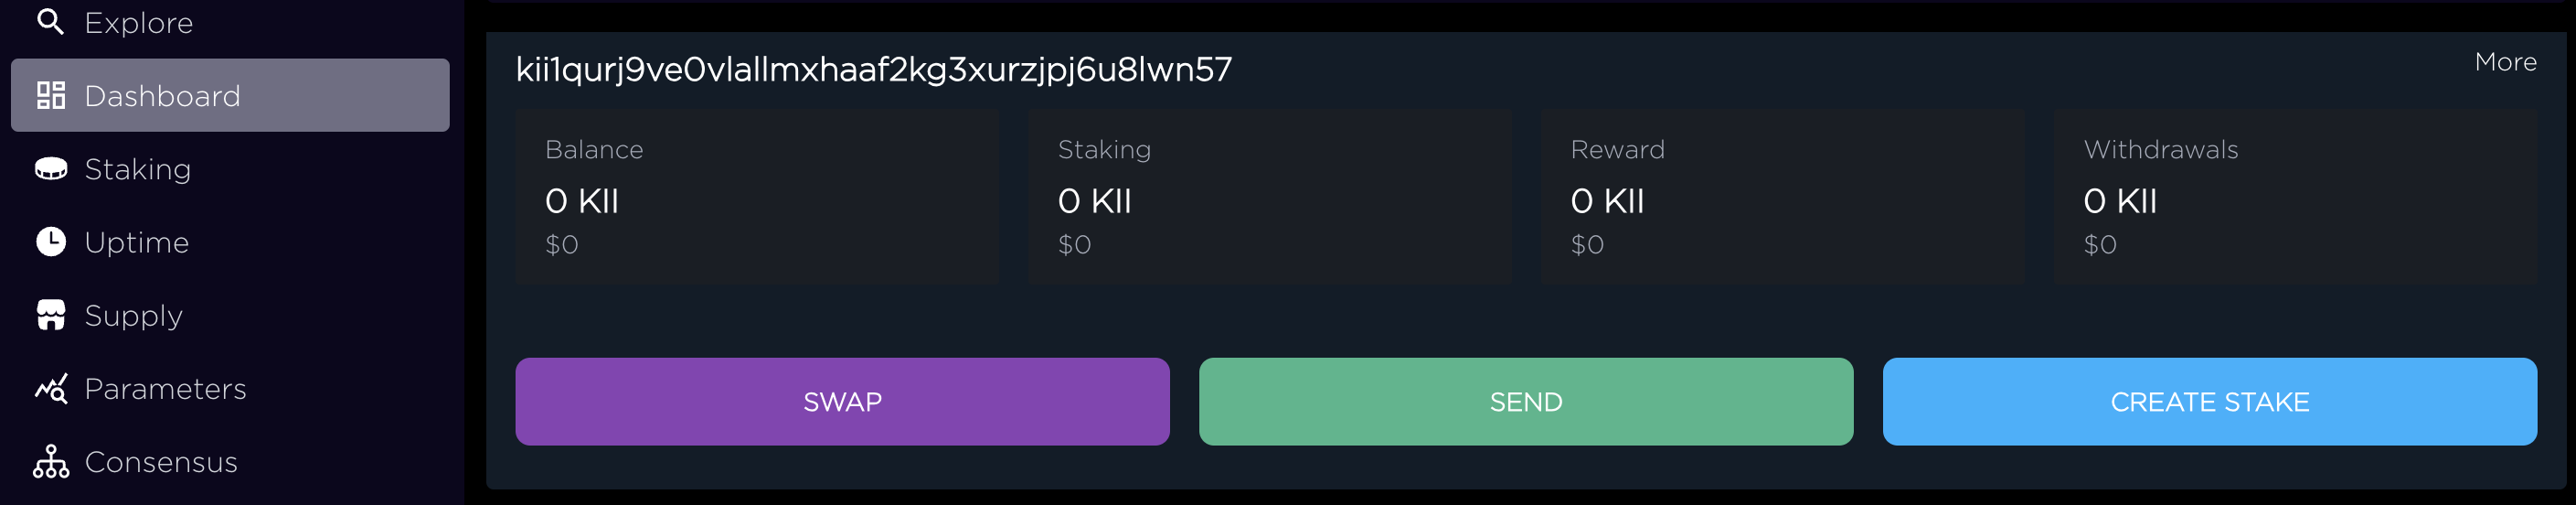 Explore
Dashboard
Staking
Uptime
Supply
Parameters
Consensus
kii1qurj9ve0vlallmxhaaf2kg3xurzjpj6u8lwn57
More
Balance
0 KII
$0
Staking
0 KII
$0
Reward
0 KII
$0
Withdrawals
0 KII
$0
SWAP
SEND
CREATE STAKE